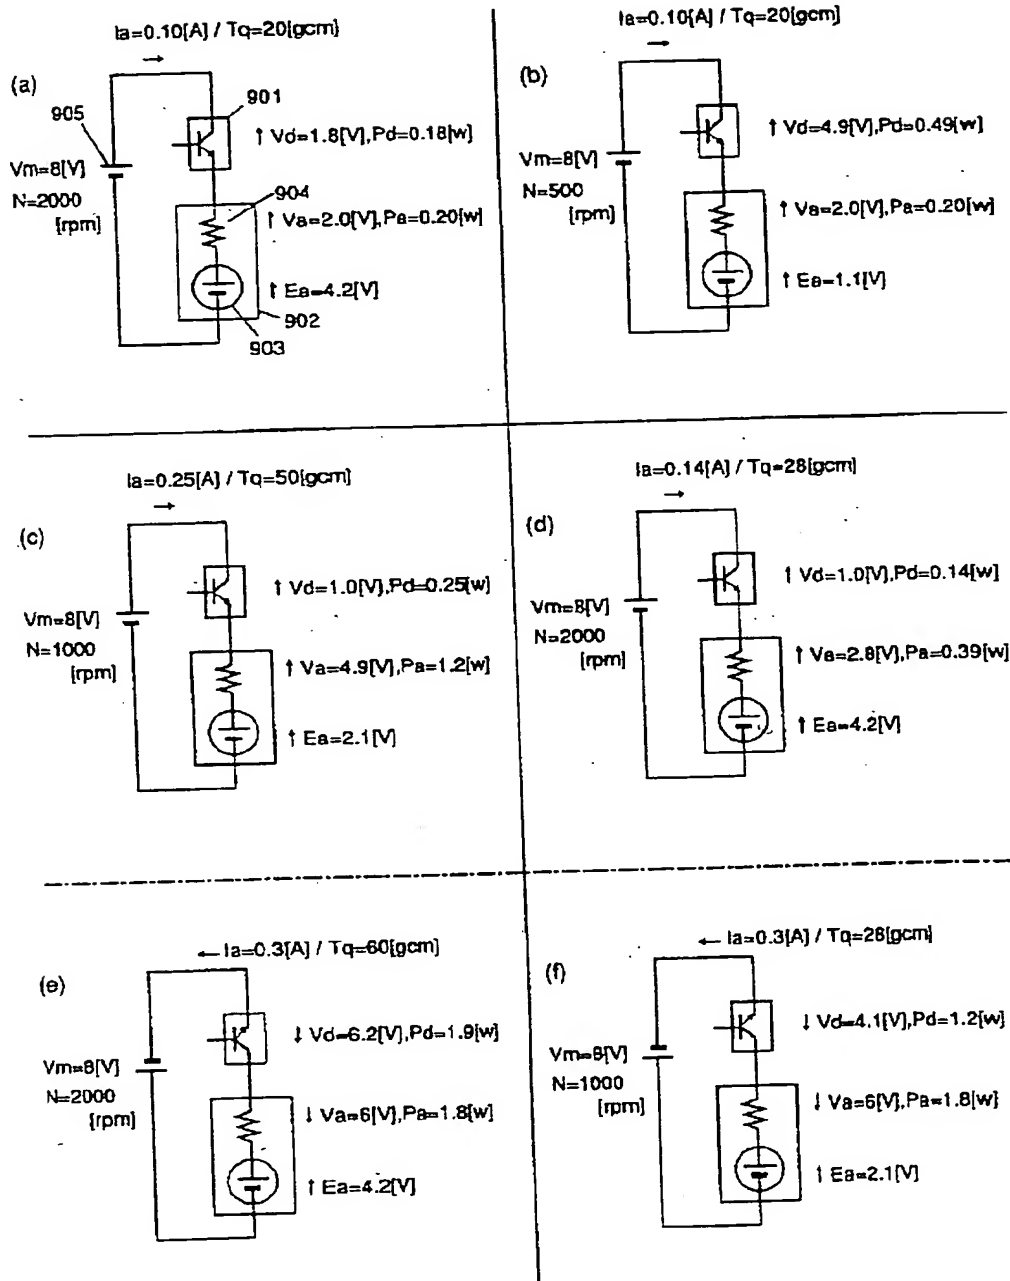 Ia=0.10[A] / Tq=20[gcm]
→
(a)
905
901
↑ Vd=1.8[V],Pd=0.18[w]
Vm=8[V]
N=2000
[rpm]
904
↑ Va=2.0[V],Pa=0.20[w]
↑ Ea=4.2[V]
902
903
Ia=0.10[A] / Tq=20[gcm]
→
(b)
↑ Vd=4.9[V],Pd=0.49[w]
Vm=8[V]
N=500
[rpm]
↑ Va=2.0[V],Pa=0.20[w]
↑ Ea=1.1[V]
Ia=0.25[A] / Tq=50[gcm]
→
(c)
↑ Vd=1.0[V],Pd=0.25[w]
Vm=8[V]
N=1000
[rpm]
↑ Va=4.9[V],Pa=1.2[w]
↑ Ea=2.1[V]
Ia=0.14[A] / Tq=28[gcm]
→
(d)
↑ Vd=1.0[V],Pd=0.14[w]
Vm=8[V]
N=2000
[rpm]
↑ Va=2.8[V],Pa=0.39[w]
↑ Ea=4.2[V]
← Ia=0.3[A] / Tq=60[gcm]
(e)
↓ Vd=6.2[V],Pd=1.9[w]
Vm=8[V]
N=2000
[rpm]
↓ Va=6[V],Pa=1.8[w]
↑ Ea=4.2[V]
← Ia=0.3[A] / Tq=28[gcm]
(f)
↓ Vd=4.1[V],Pd=1.2[w]
Vm=8[V]
N=1000
[rpm]
↓ Va=6[V],Pa=1.8[w]
↑ Ea=2.1[V]